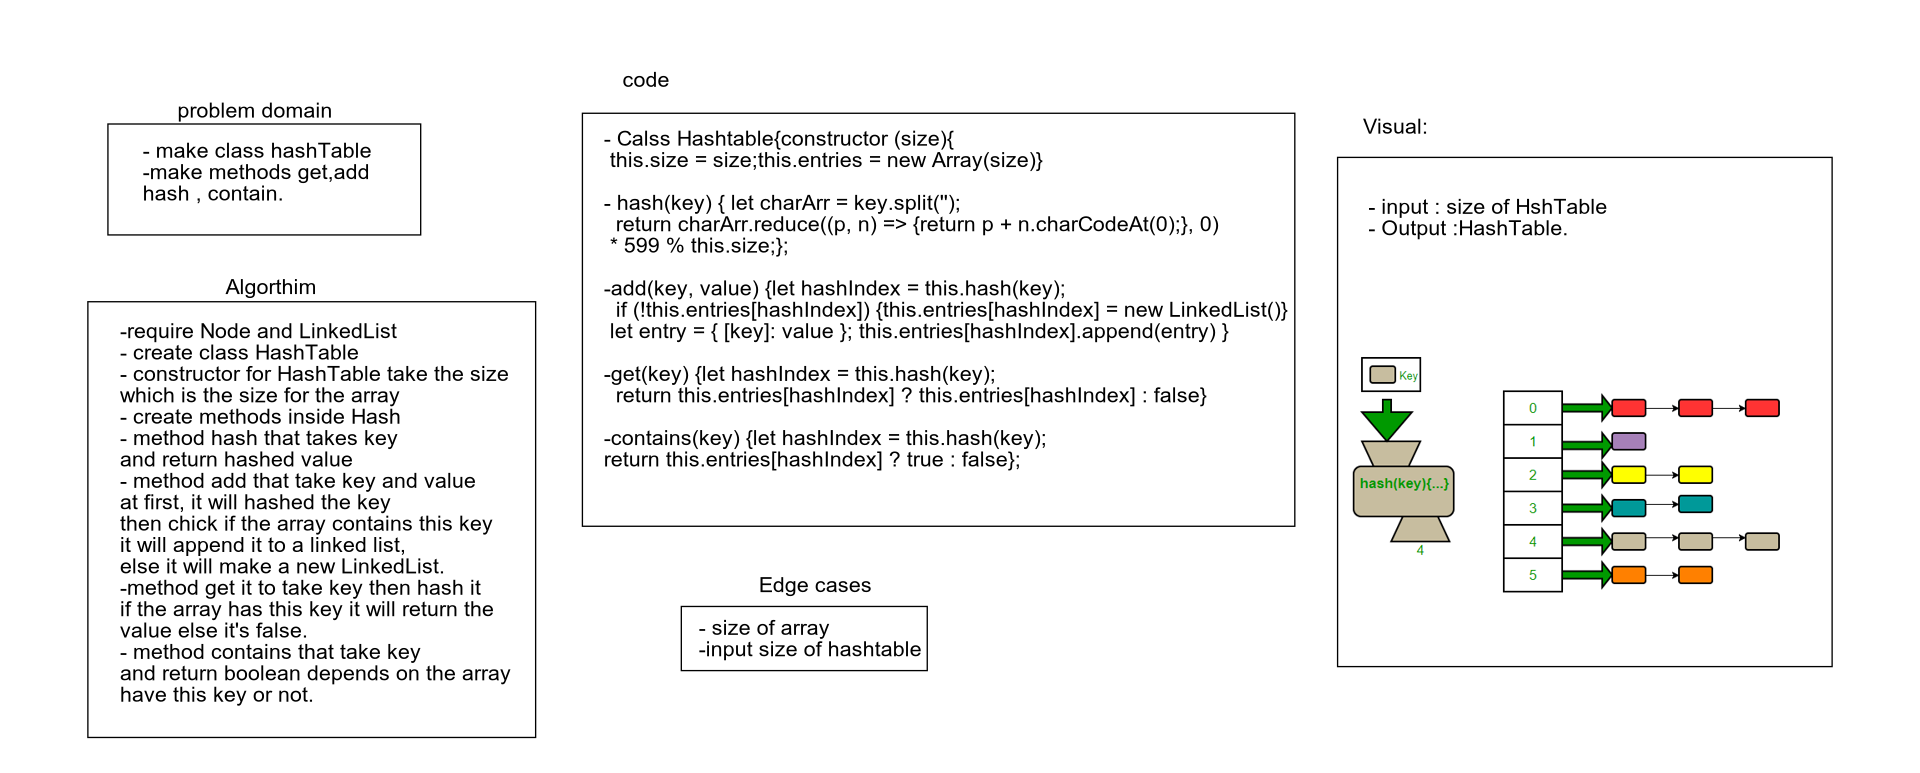 problem domain
- make class hashTable
-make methods get,add
hash , contain.
Algorthim
-require Node and LinkedList
- create class HashTable
- constructor for HashTable take the size
which is the size for the array
- create methods inside Hash
- method hash that takes key
and return hashed value
- method add that take key and value
at first, it will hashed the key
then chick if the array contains this key
it will append it to a linked list,
else it will make a new LinkedList.
-method get it to take key then hash it
if the array has this key it will return the
value else it's false.
- method contains that take key
and return boolean depends on the array
have this key or not.
code
- Calss Hashtable{constructor (size){
this.size = size;this.entries = new Array(size)}
- hash(key) { let charArr = key.split('');
return charArr.reduce((p, n) => {return p + n.charCodeAt(0);}, 0)
* 599 % this.size;};
-add(key, value) {let hashIndex = this.hash(key);
if (!this.entries[hashIndex]) {this.entries[hashIndex] = new LinkedList()}
let entry = { [key]: value }; this.entries[hashIndex].append(entry) }
-get(key) {let hashIndex = this.hash(key);
return this.entries[hashIndex] ? this.entries[hashIndex] : false}
-contains(key) {let hashIndex = this.hash(key);
return this.entries[hashIndex] ? true : false};
Edge cases
- size of array
-input size of hashtable
Visual:
- input : size of HshTable
- Output :HashTable.
Key
hash(key){...}
4
0
1
2
3
4
5